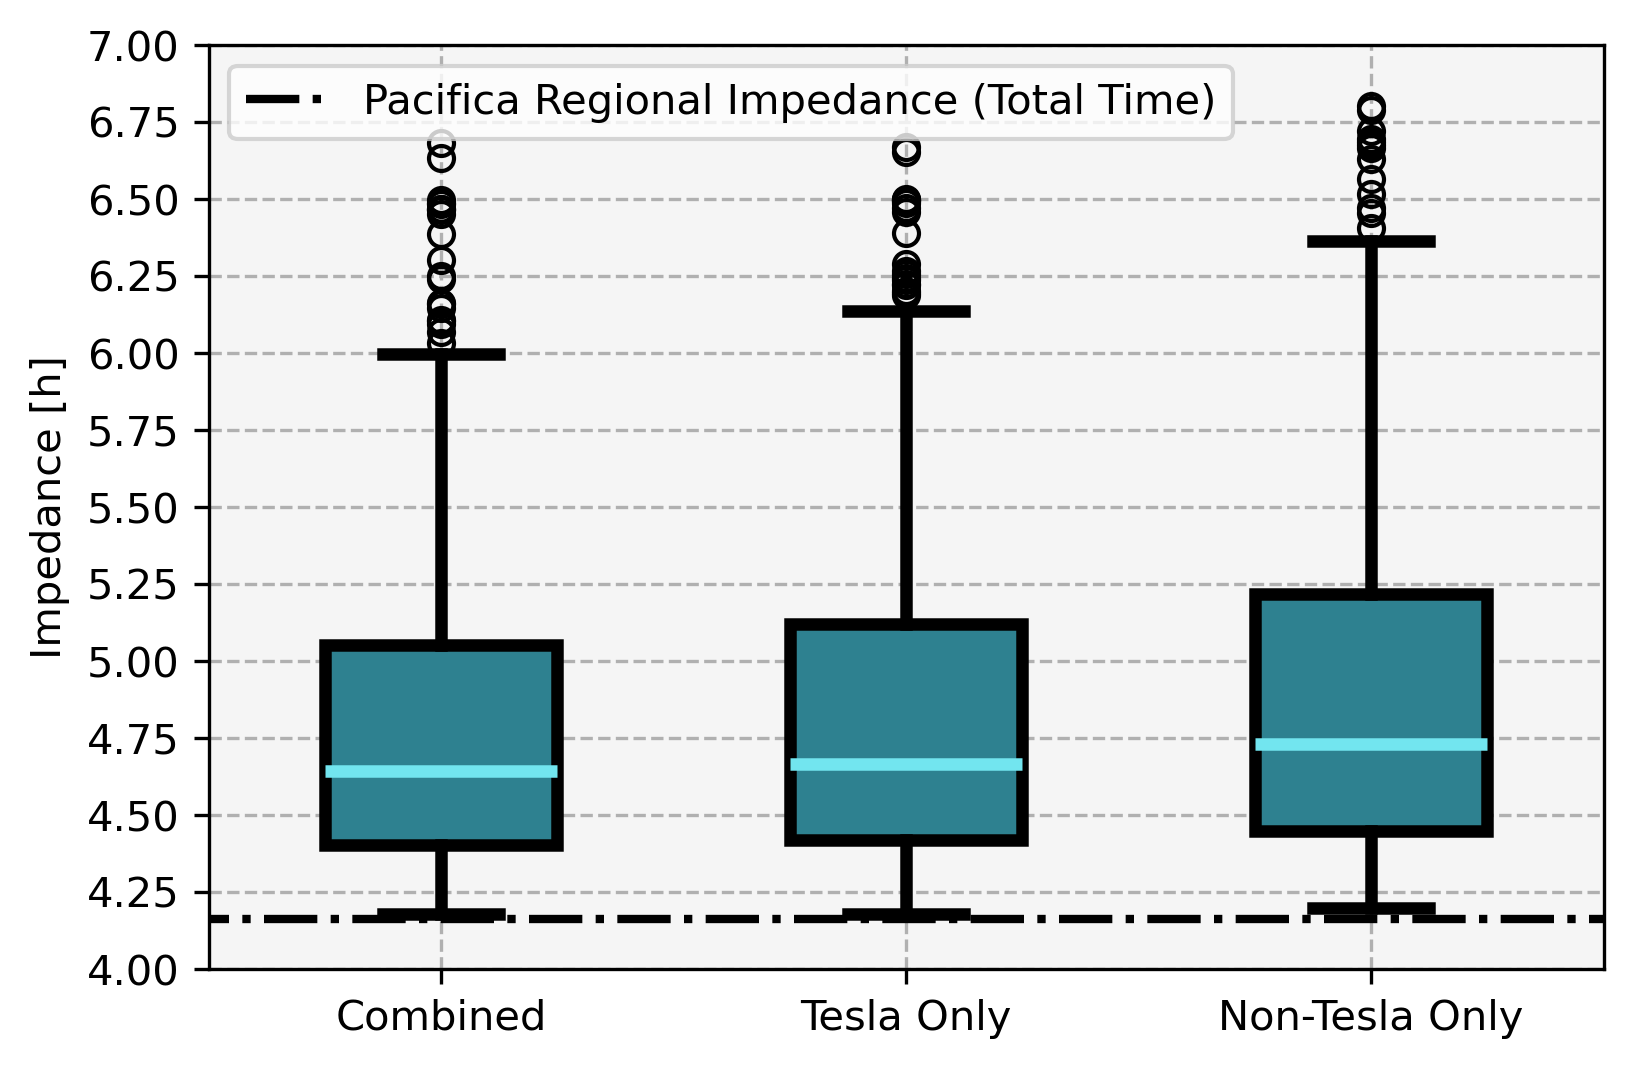 Pacifica Regional Impedance (Total Time)
Impedance [h]
7.00
6.75
6.50
6.25
6.00
5.75
5.50
5.25
5.00
4.75
4.50
4.25
4.00
Combined
Tesla Only
Non-Tesla Only